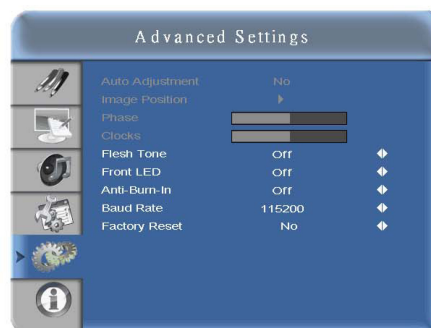 Advanced Settings
Auto Adjustment No
Image Position
Phase
Clocks
Flesh Tone Off
Front LED Off
Anti-Burn-In Off
Baud Rate 115200
Factory Reset No